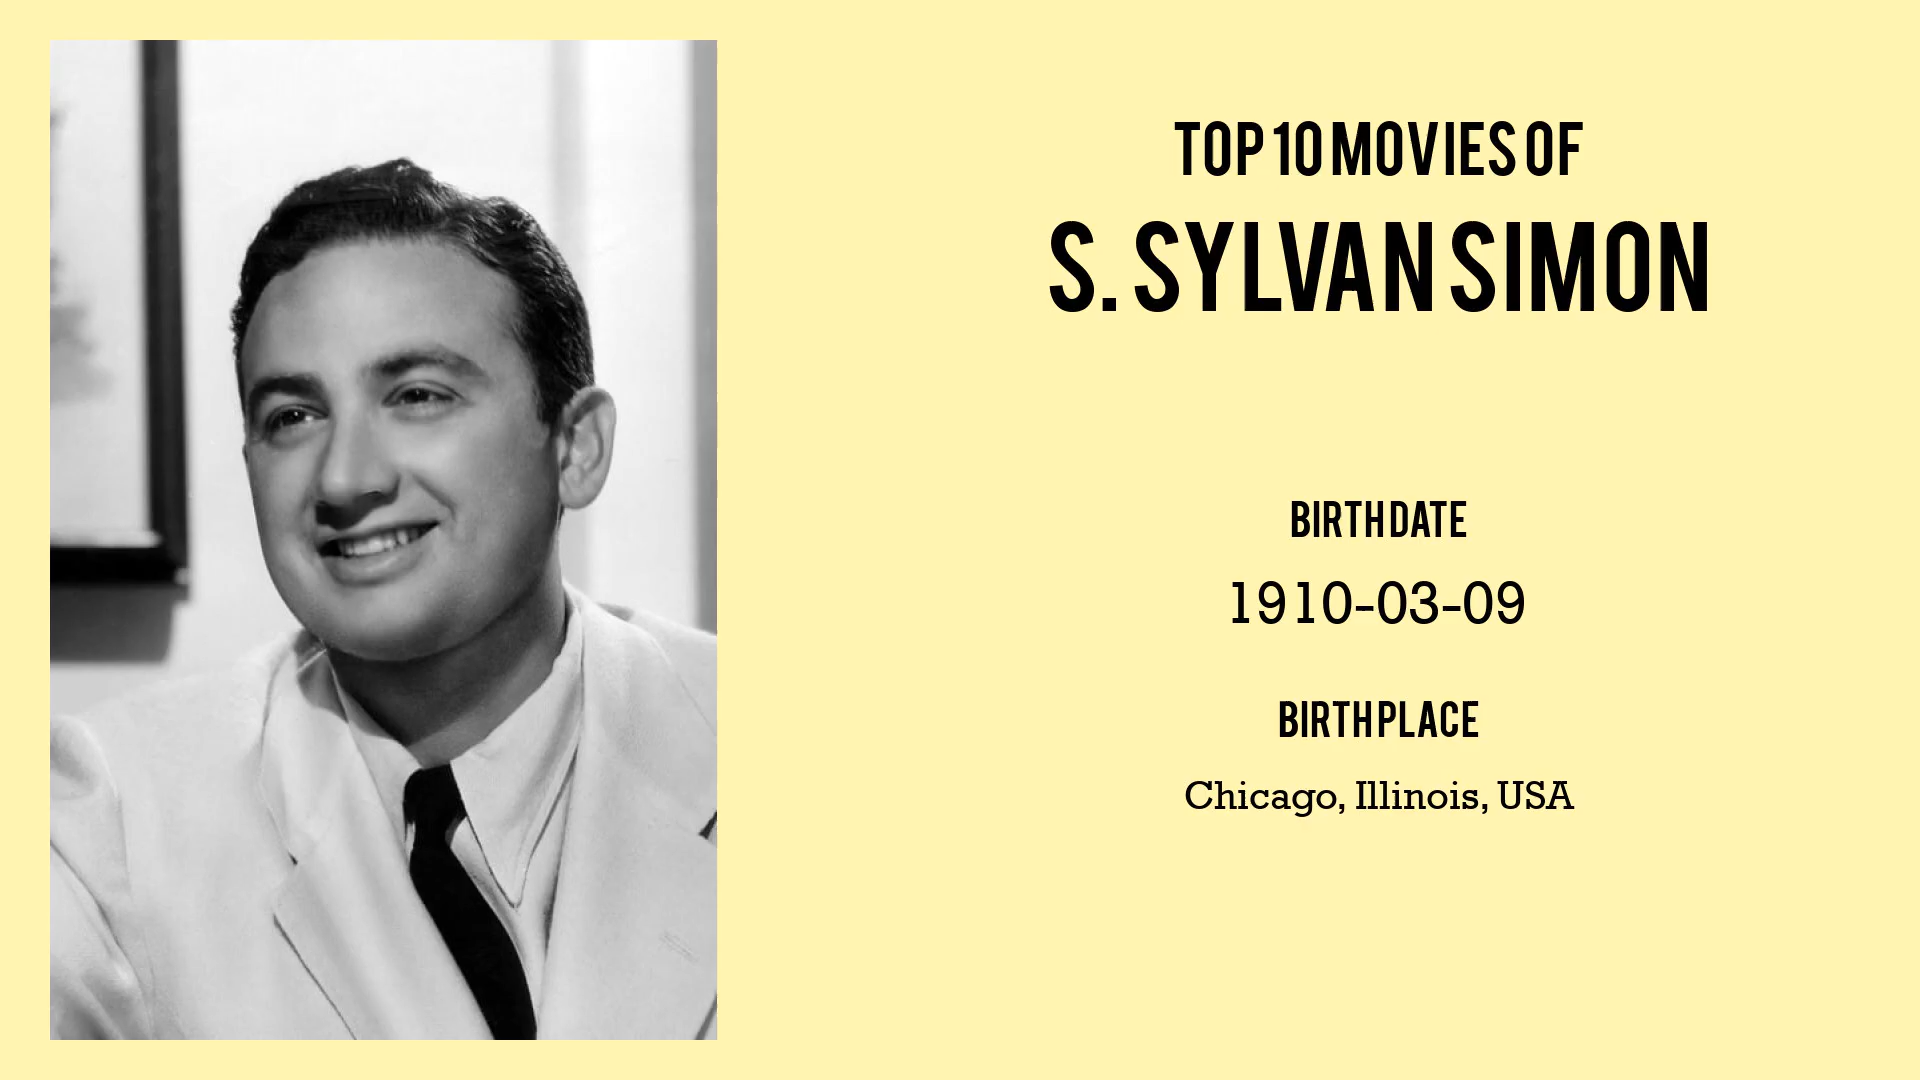 TOP 10 MOVIES OF
S. SYLVAN SIMON
BIRTHDATE
1910-03-09
BIRTHPLACE
Chicago, Illinois, USA